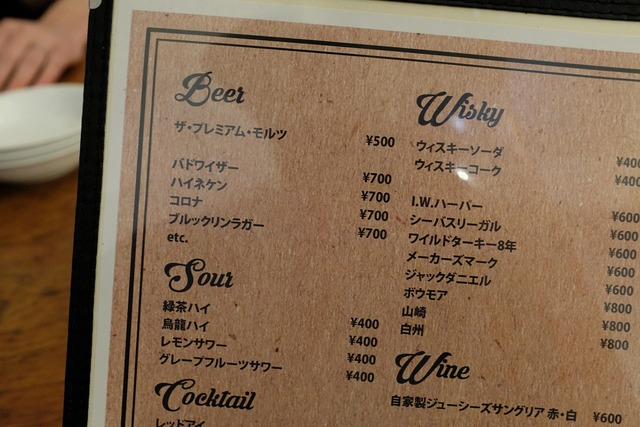 Beer
ザ・プレミアム・モルツ ¥500
バドワイザー ¥700
ハイネケン ¥700
コロナ ¥700
ブルックリンラガー ¥700
etc.
Sour
緑茶ハイ ¥400
烏龍ハイ ¥400
レモンサワー ¥400
グレープフルーツサワー ¥400
Cocktail
レッドアイ
Wisky
ウィスキーソーダ ¥400
ウィスキーコーク ¥400
I.W.ハーパー ¥600
シーバスリーガル ¥600
ワイルドターキー8年 ¥600
メーカーズマーク ¥600
ジャックダニエル ¥600
ボウモア ¥800
山崎 ¥800
白州 ¥800
Wine
自家製ジューシーズサングリア 赤・白 ¥600